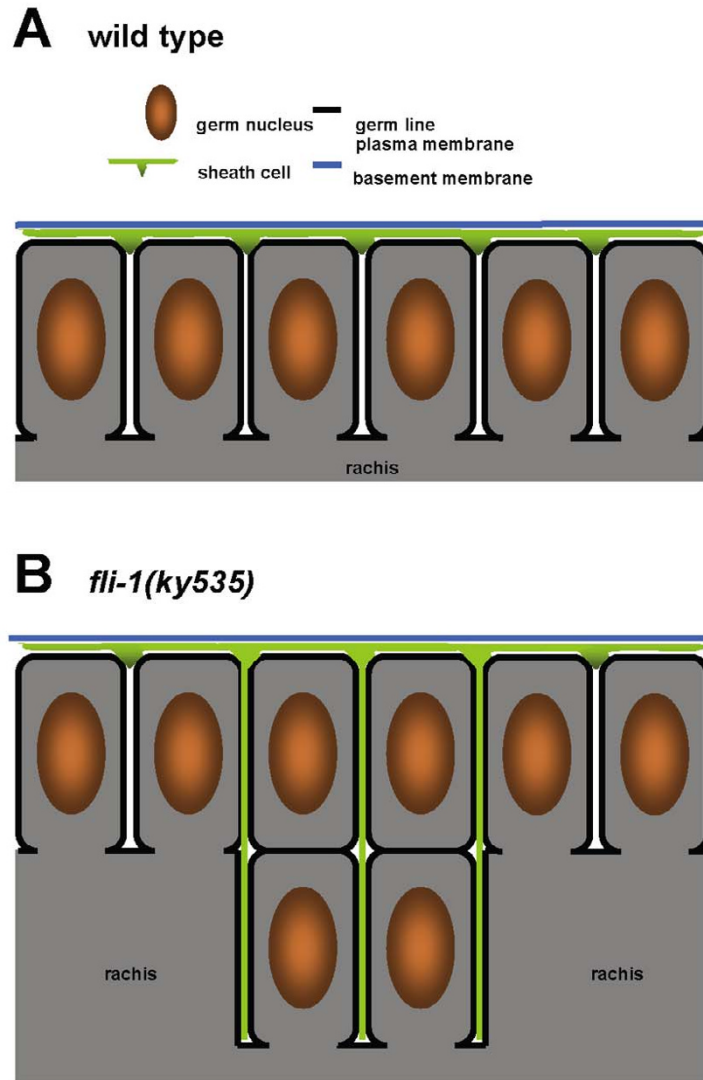 A wild type
germ nucleus
germ line
plasma membrane
sheath cell
basement membrane
rachis
B fli-1(ky535)
rachis
rachis